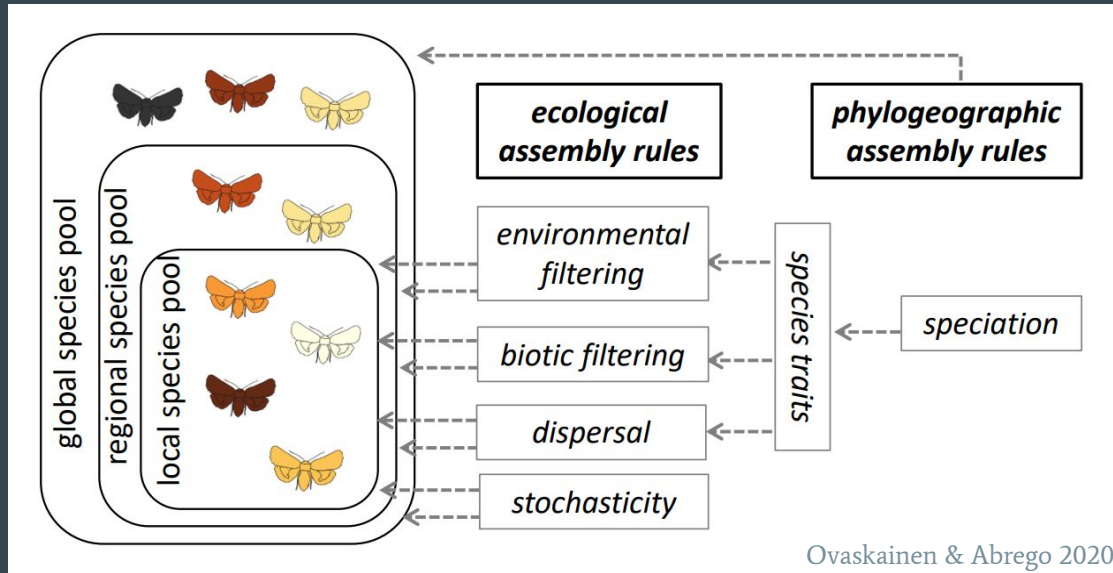 global species pool
regional species pool
local species pool
ecological
assembly rules
phylogeographic
assembly rules
environmental
filtering
biotic filtering
dispersal
stochasticity
species traits
speciation
Ovaskainen & Abrego 2020